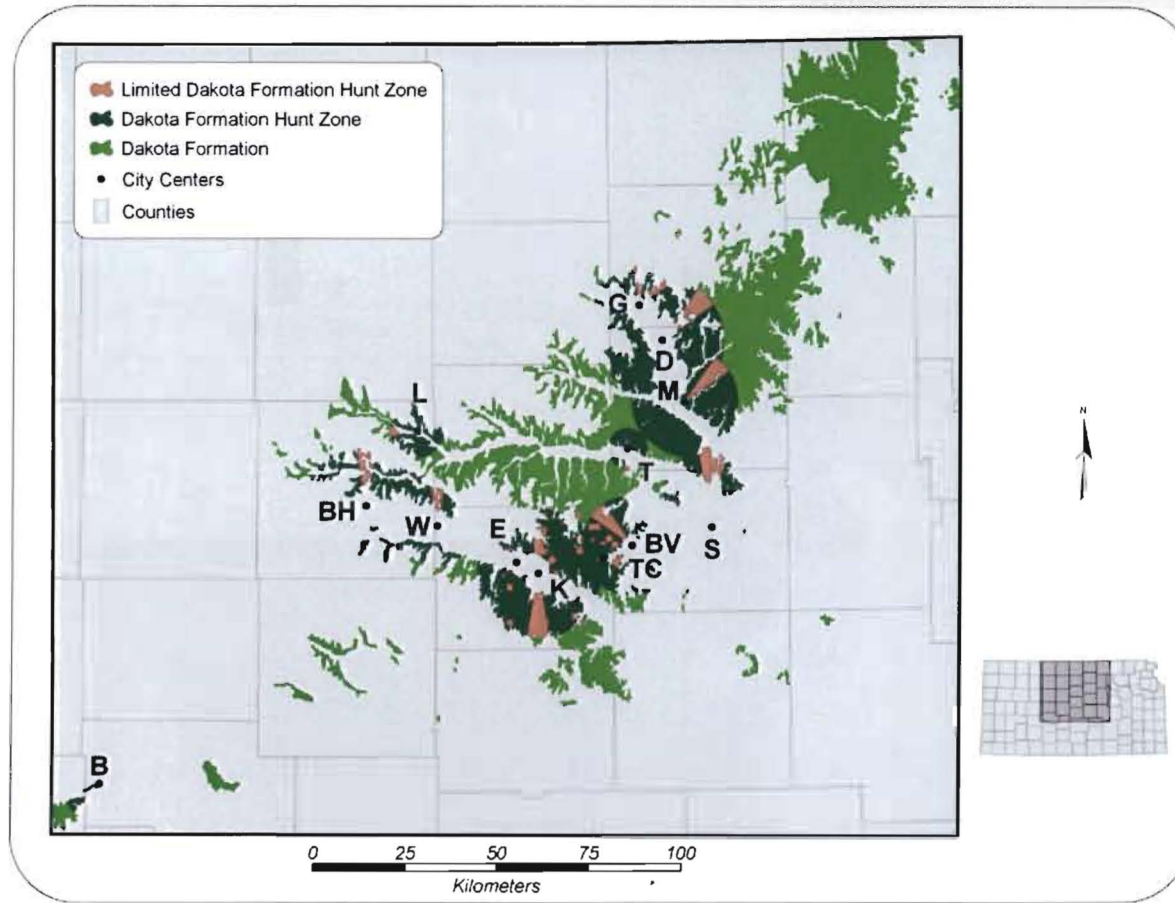 Limited Dakota Formation Hunt Zone
Dakota Formation Hunt Zone
Dakota Formation
City Centers
Counties
G
D
M
L
T
BH
W
E
BV
S
TC
K
B
N
0 25 50 75 100
Kilometers